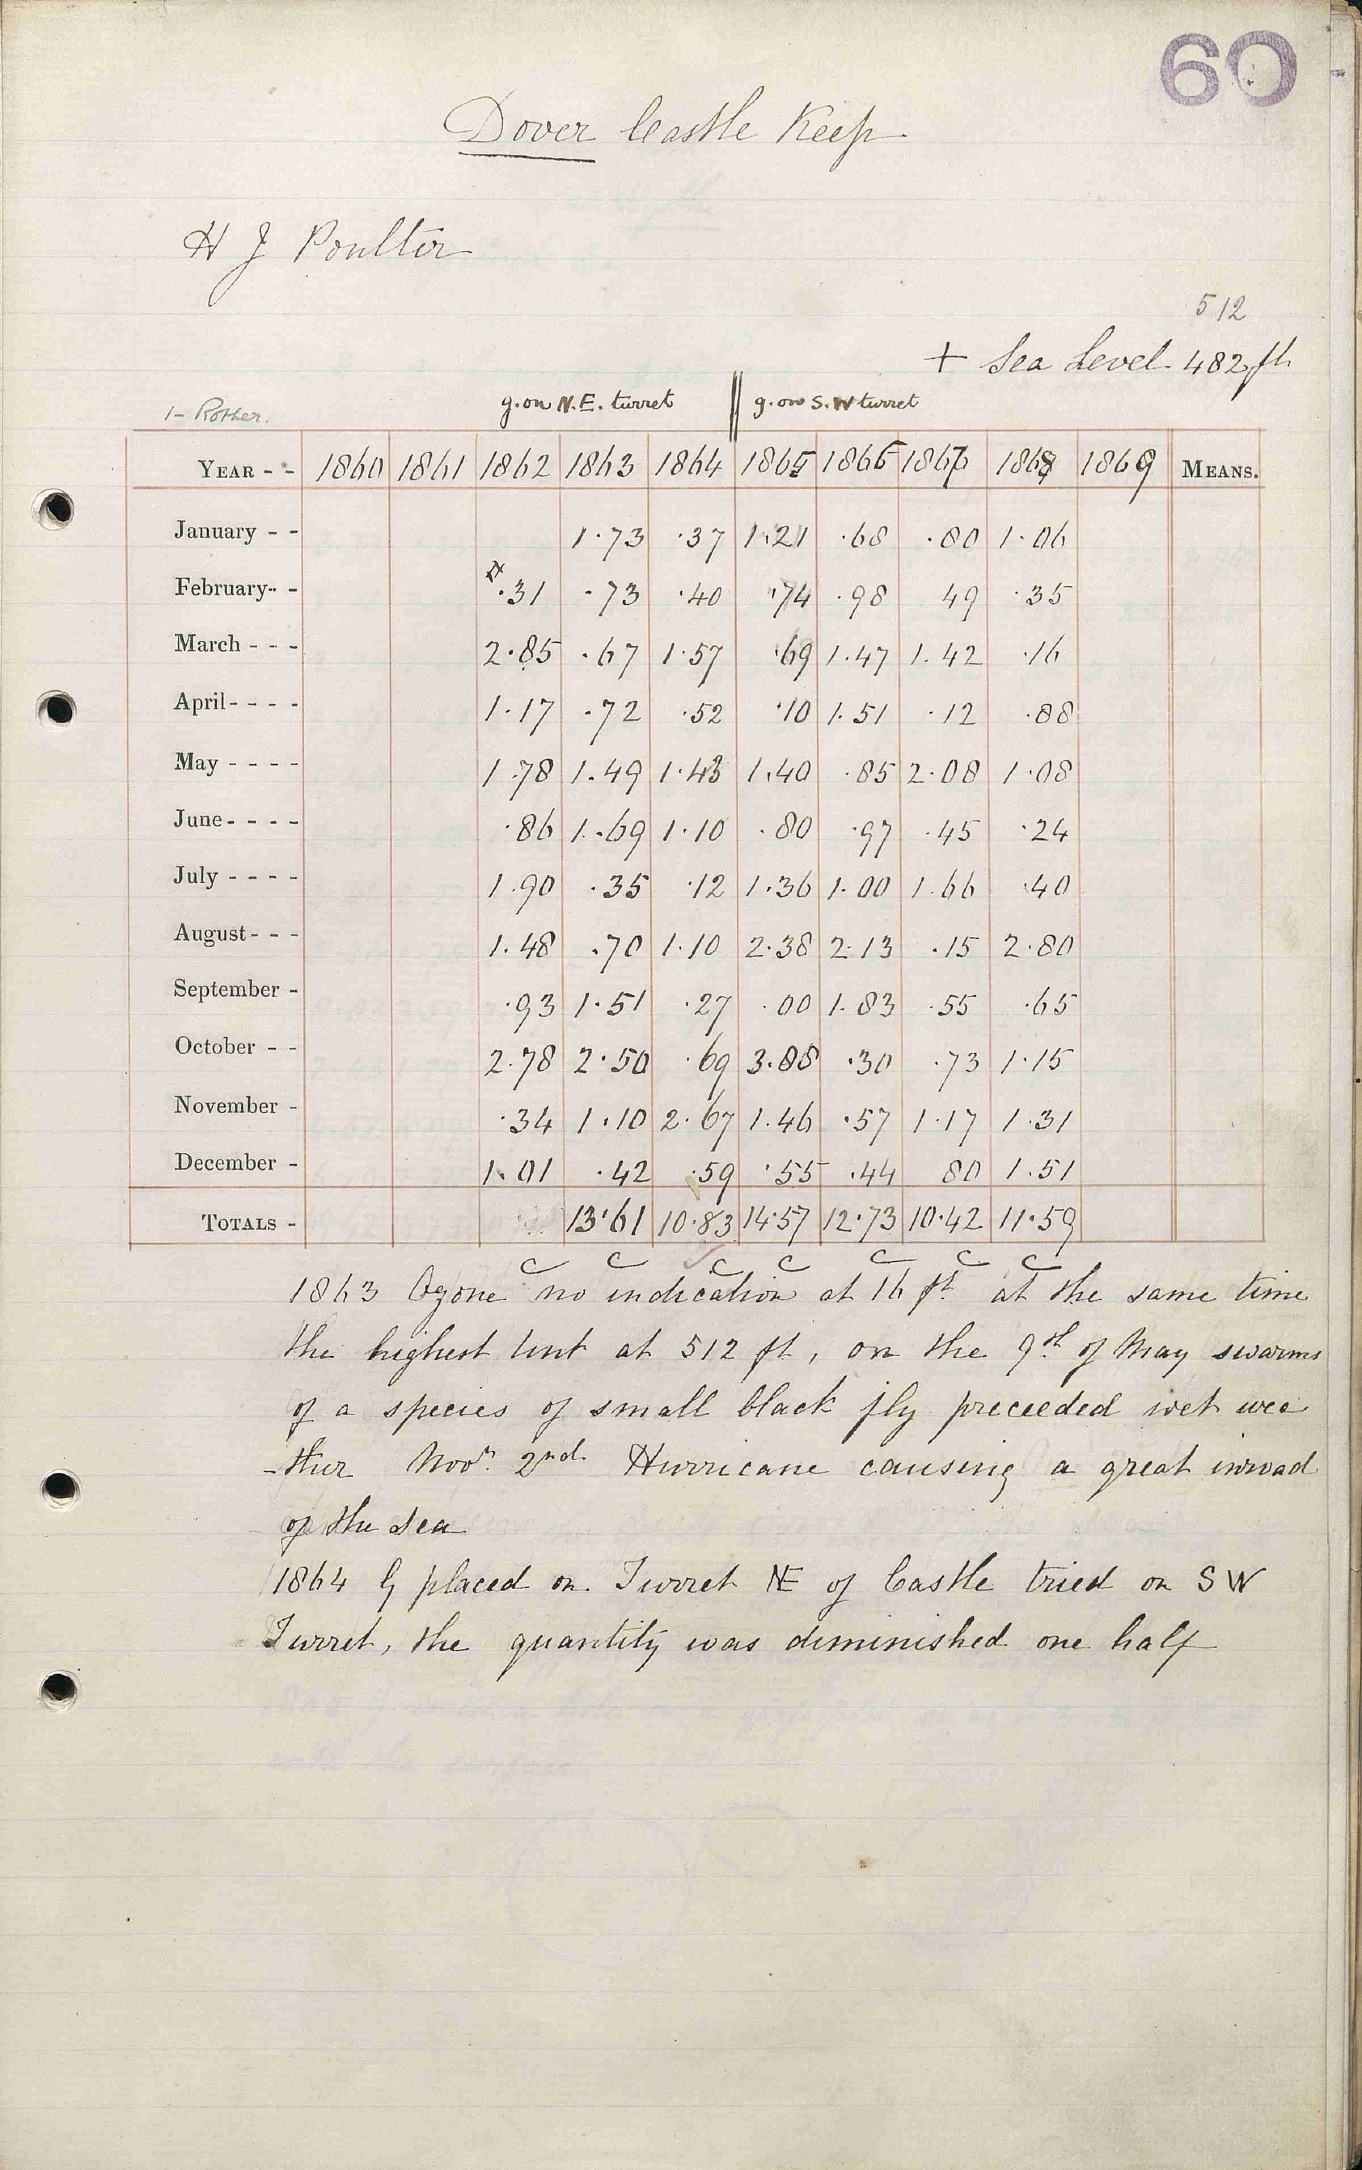 60
Dover Castle Keep
H J Poulter
512
+ Sea Level 482 ft
1- Rother. g. on N.E. turret g. on S.W turret
YEAR - - 1860 1861 1862 1863 1864 1865 1866 1867 1868 1869 MEANS.
January - - 1.73 .37 1.21 .68 .80 1.06
February- - .31 .73 .40 .74 .98 49 .35
March - - - 2.85 .67 1.57 .69 1.47 1.42 .16
April- - - - 1.17 .72 .52 .10 1.51 .12 .88
May - - - - 1.78 1.49 1.43 1.40 .85 2.08 1.08
June- - - - .86 1.69 1.10 .80 .97 .45 .24
July - - - - 1.90 .35 .12 1.36 1.00 1.66 .40
August- - - 1.48 .70 1.10 2.38 2.13 .15 2.80
September - .93 1.51 .27 .00 1.83 .55 .65
October - - 2.78 2.50 .69 3.88 .30 .73 1.15
November - .34 1.10 2.67 1.46 .57 1.17 1.31
December - 1.01 .42 .59 .55 .44 80 1.51
TOTALS - 13.61 10.83 14.57 12.73 10.42 11.59
c c c c c c c
1863 Ozone no indication at 16 ft at the same time
the highest tint at 512 ft, on the 9th of May swarms
of a species of small black fly preceeded wet wea
-ther Novr. 2nd Hurricane causing a great inroad
of the sea
1864 G placed on Turret NE of Castle tried on SW
Turret, the quantity was diminished one half